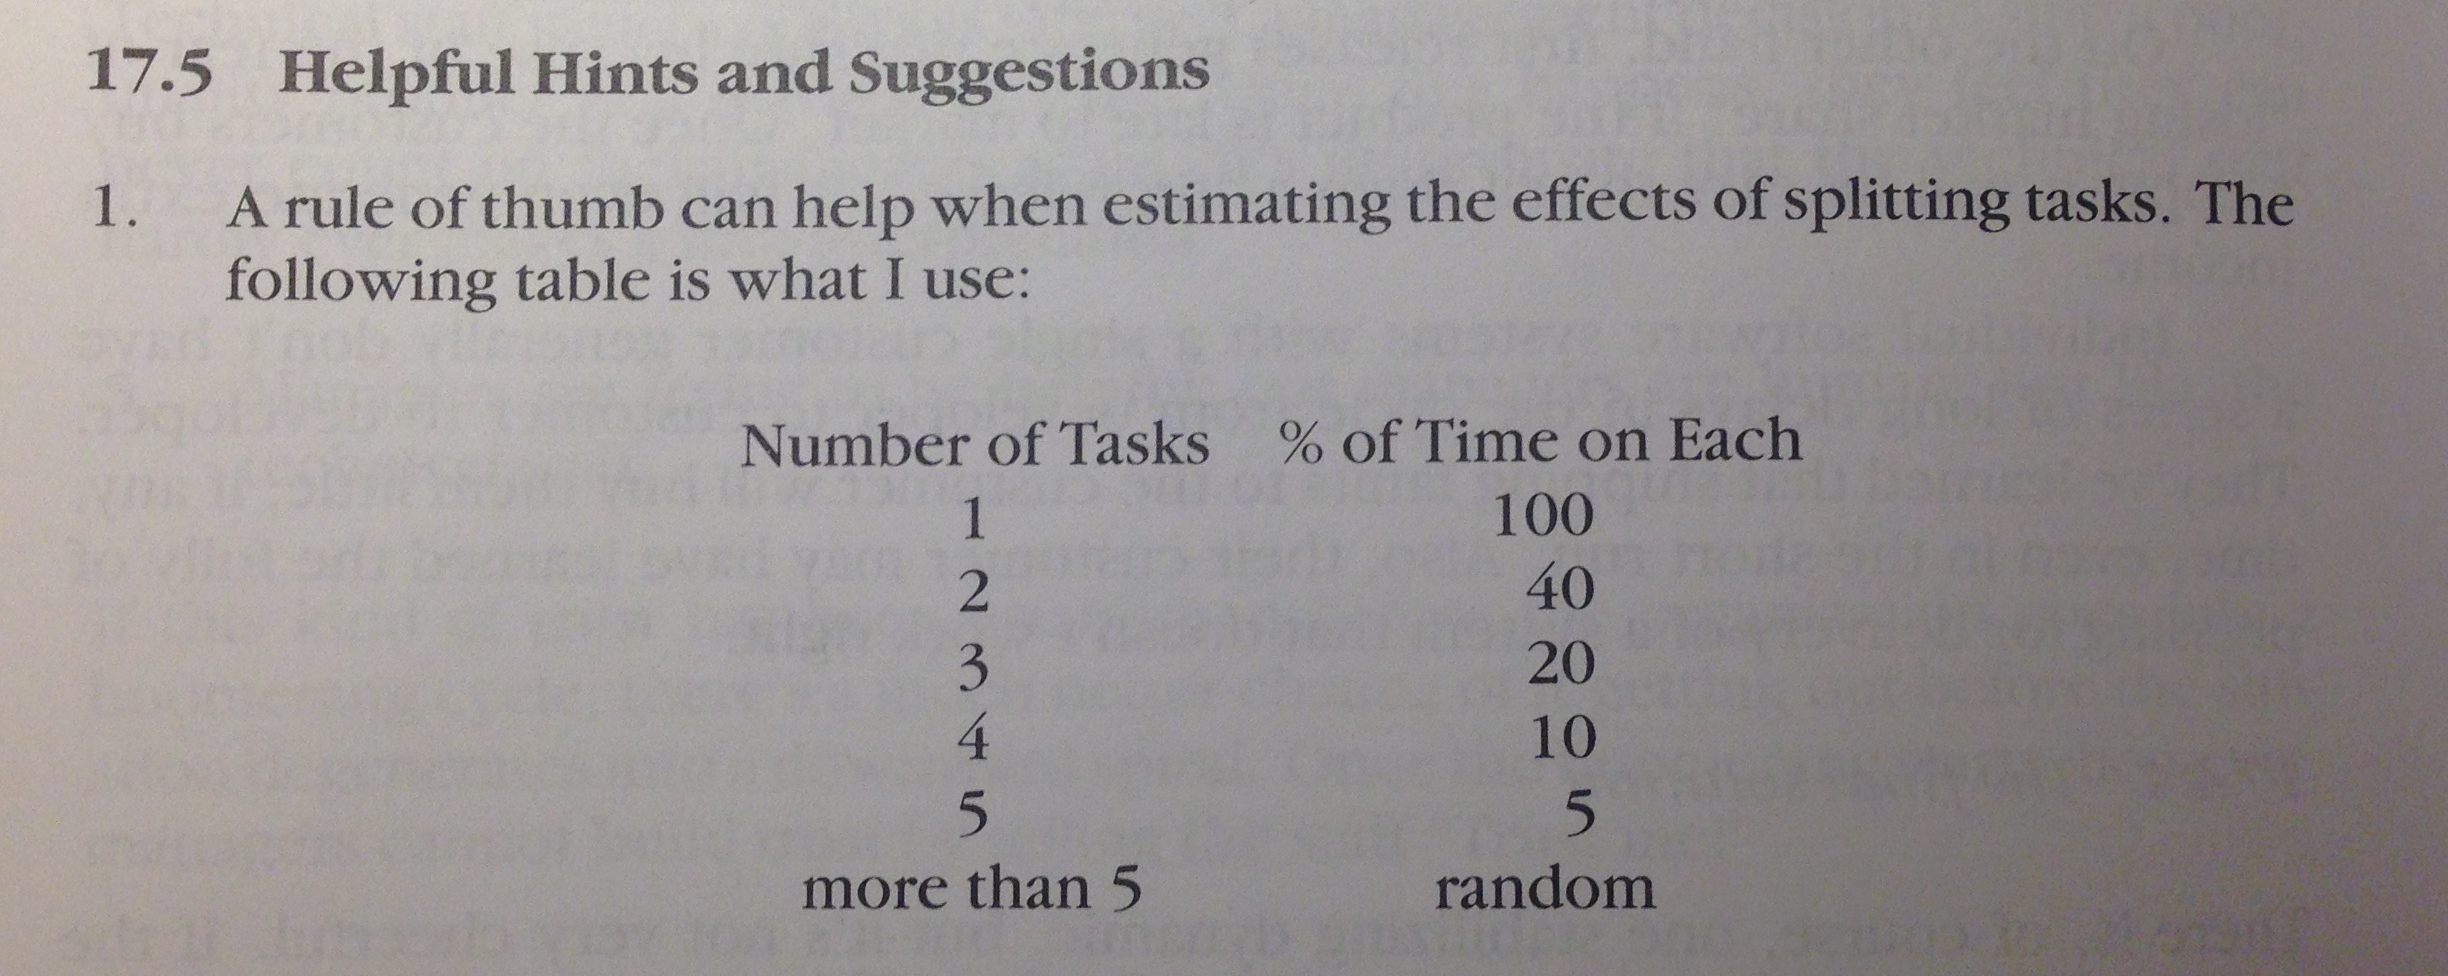 17.5 Helpful Hints and Suggestions
1. A rule of thumb can help when estimating the effects of splitting tasks. The
following table is what I use:
Number of Tasks % of Time on Each
1 100
2 40
3 20
4 10
5 5
more than 5 random